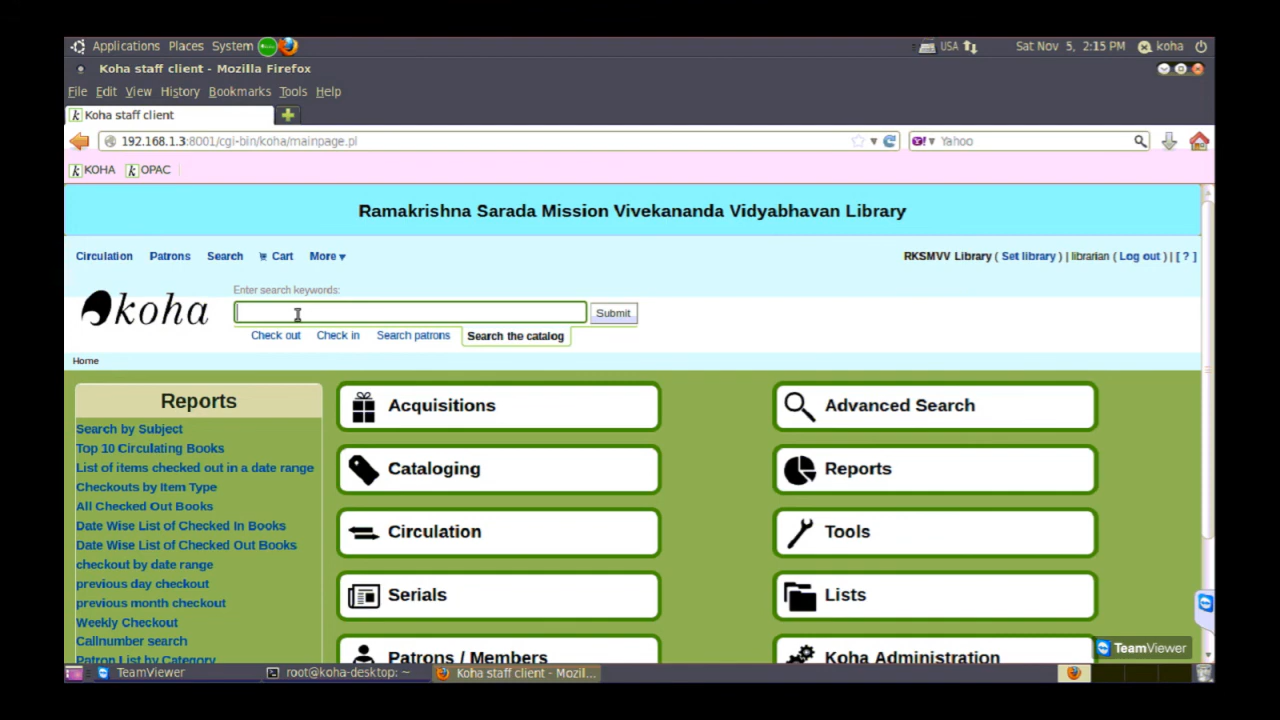 Applications Places System USA Sat Nov 5, 2:15 PM koha
Koha staff client - Mozilla Firefox
File Edit View History Bookmarks Tools Help
Koha staff client
192.168.1.3:8001/cgi-bin/koha/mainpage.pl Yahoo
KOHA OPAC
Ramakrishna Sarada Mission Vivekananda Vidyabhavan Library
Circulation Patrons Search Cart More ▾ RKSMVV Library ( Set library ) | librarian ( Log out ) | [ ? ]
Enter search keywords:
koha Submit
Check out Check in Search patrons Search the catalog
Home
Reports
Search by Subject
Top 10 Circulating Books
List of items checked out in a date range
Checkouts by Item Type
All Checked Out Books
Date Wise List of Checked In Books
Date Wise List of Checked Out Books
checkout by date range
previous day checkout
previous month checkout
Weekly Checkout
Callnumber search
Patron List by Category
Acquisitions
Cataloging
Circulation
Serials
Patrons / Members
Advanced Search
Reports
Tools
Lists
Koha Administration
TeamViewer
TeamViewer root@koha-desktop: ~ Koha staff client - Mozil...